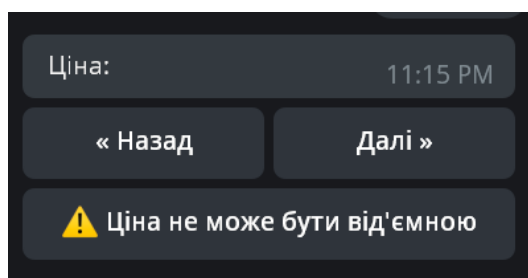 Ціна:
11:15 PM
« Назад
Далі »
⚠️ Ціна не може бути від'ємною